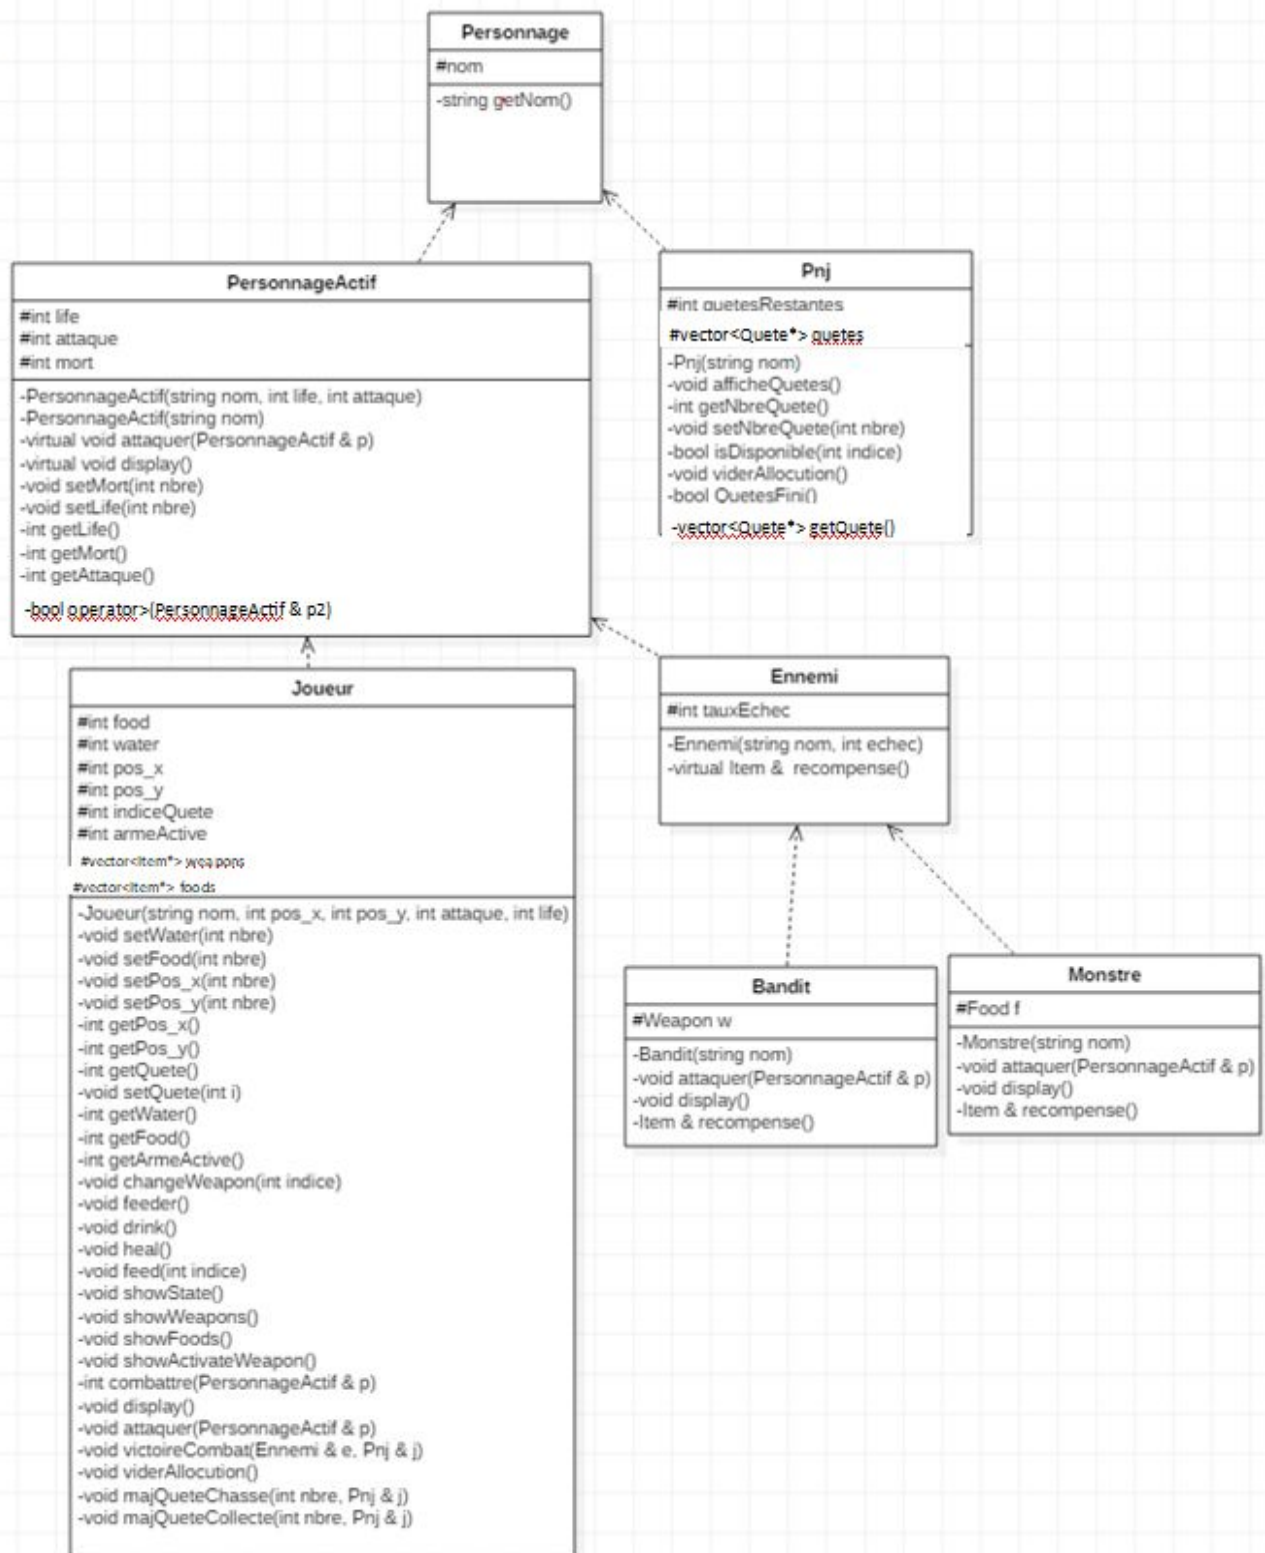 Personnage
#nom
-string getNom()
PersonnageActif
#int life
#int attaque
#int mort
-PersonnageActif(string nom, int life, int attaque)
-PersonnageActif(string nom)
-virtual void attaquer(PersonnageActif & p)
-virtual void display()
-void setMort(int nbre)
-void setLife(int nbre)
-int getLife()
-int getMort()
-int getAttaque()
-bool operator>(PersonnageActif & p2)
Pnj
#int quetesRestantes
#vector<Quete*> quetes
-Pnj(string nom)
-void afficheQuetes()
-int getNbreQuete()
-void setNbreQuete(int nbre)
-bool isDisponible(int indice)
-void viderAllocution()
-bool QuetesFini()
-vector<Quete*> getQuete()
Joueur
#int food
#int water
#int pos_x
#int pos_y
#int indiceQuete
#int armeActive
#vector<Item*> weapons
#vector<Item*> foods
-Joueur(string nom, int pos_x, int pos_y, int attaque, int life)
-void setWater(int nbre)
-void setFood(int nbre)
-void setPos_x(int nbre)
-void setPos_y(int nbre)
-int getPos_x()
-int getPos_y()
-int getQuete()
-void setQuete(int i)
-int getWater()
-int getFood()
-int getArmeActive()
-void changeWeapon(int indice)
-void feeder()
-void drink()
-void heal()
-void feed(int indice)
-void showState()
-void showWeapons()
-void showFoods()
-void showActivateWeapon()
-int combattre(PersonnageActif & p)
-void display()
-void attaquer(PersonnageActif & p)
-void victoireCombat(Ennemi & e, Pnj & j)
-void viderAllocution()
-void majQueteChasse(int nbre, Pnj & j)
-void majQueteCollecte(int nbre, Pnj & j)
Ennemi
#int tauxEchec
-Ennemi(string nom, int echec)
-virtual Item & recompense()
Bandit
#Weapon w
-Bandit(string nom)
-void attaquer(PersonnageActif & p)
-void display()
-Item & recompense()
Monstre
#Food f
-Monstre(string nom)
-void attaquer(PersonnageActif & p)
-void display()
-Item & recompense()